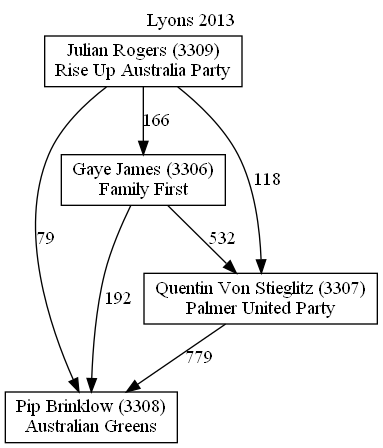 Lyons 2013
Julian Rogers (3309)
Rise Up Australia Party
166
Gaye James (3306)
Family First
118
79
532
192
Quentin Von Stieglitz (3307)
Palmer United Party
779
Pip Brinklow (3308)
Australian Greens